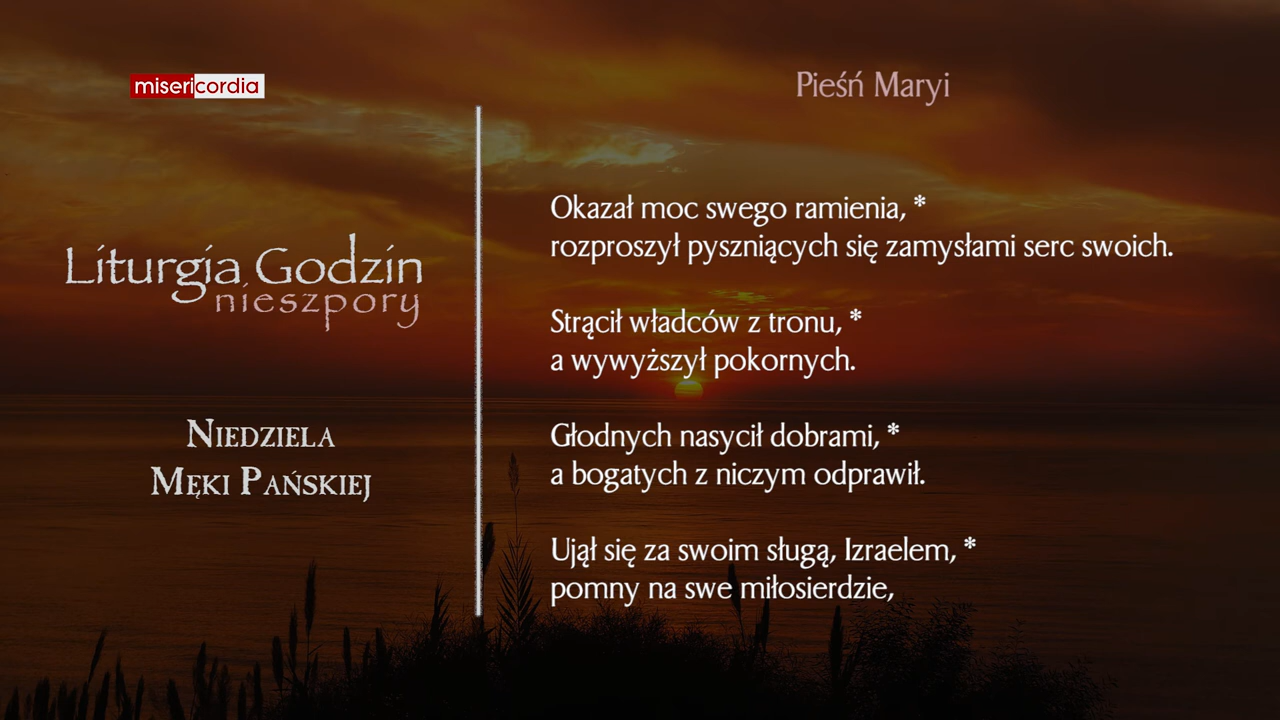 misericordia
Liturgia Godzin
nieszpory
Niedziela
Męki Pańskiej
Pieśń Maryi
Okazał moc swego ramienia, *
rozproszył pyszniących się zamysłami serc swoich.
Strącił władców z tronu, *
a wywyższył pokornych.
Głodnych nasycił dobrami, *
a bogatych z niczym odprawił.
Ujął się za swoim sługą, Izraelem, *
pomny na swe miłosierdzie,